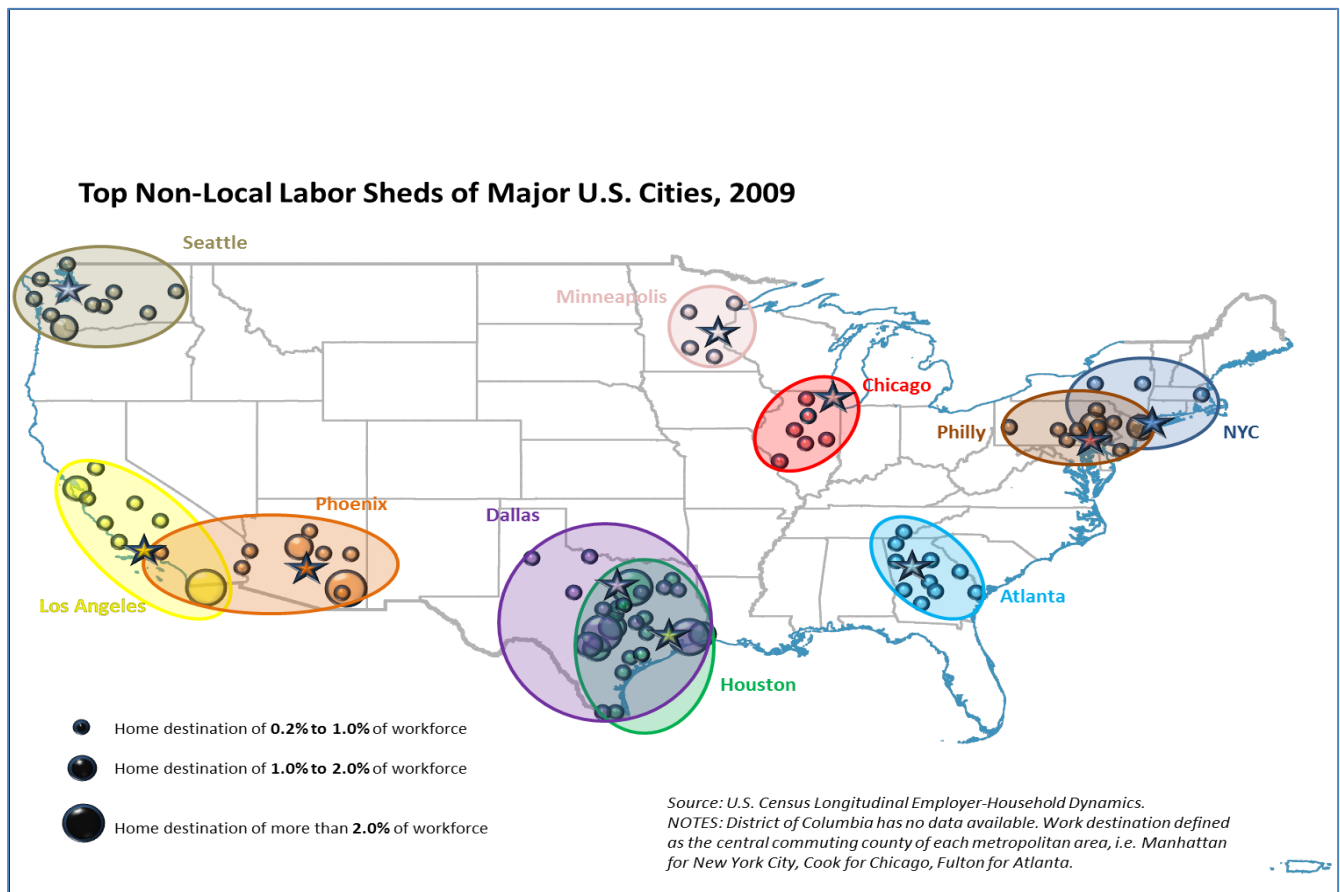 Top Non-Local Labor Sheds of Major U.S. Cities, 2009
Seattle
Minneapolis
Chicago
Philly
NYC
Phoenix
Dallas
Los Angeles
Atlanta
Houston
Home destination of 0.2% to 1.0% of workforce
Home destination of 1.0% to 2.0% of workforce
Home destination of more than 2.0% of workforce
Source: U.S. Census Longitudinal Employer-Household Dynamics.
NOTES: District of Columbia has no data available. Work destination defined
as the central commuting county of each metropolitan area, i.e. Manhattan
for New York City, Cook for Chicago, Fulton for Atlanta.